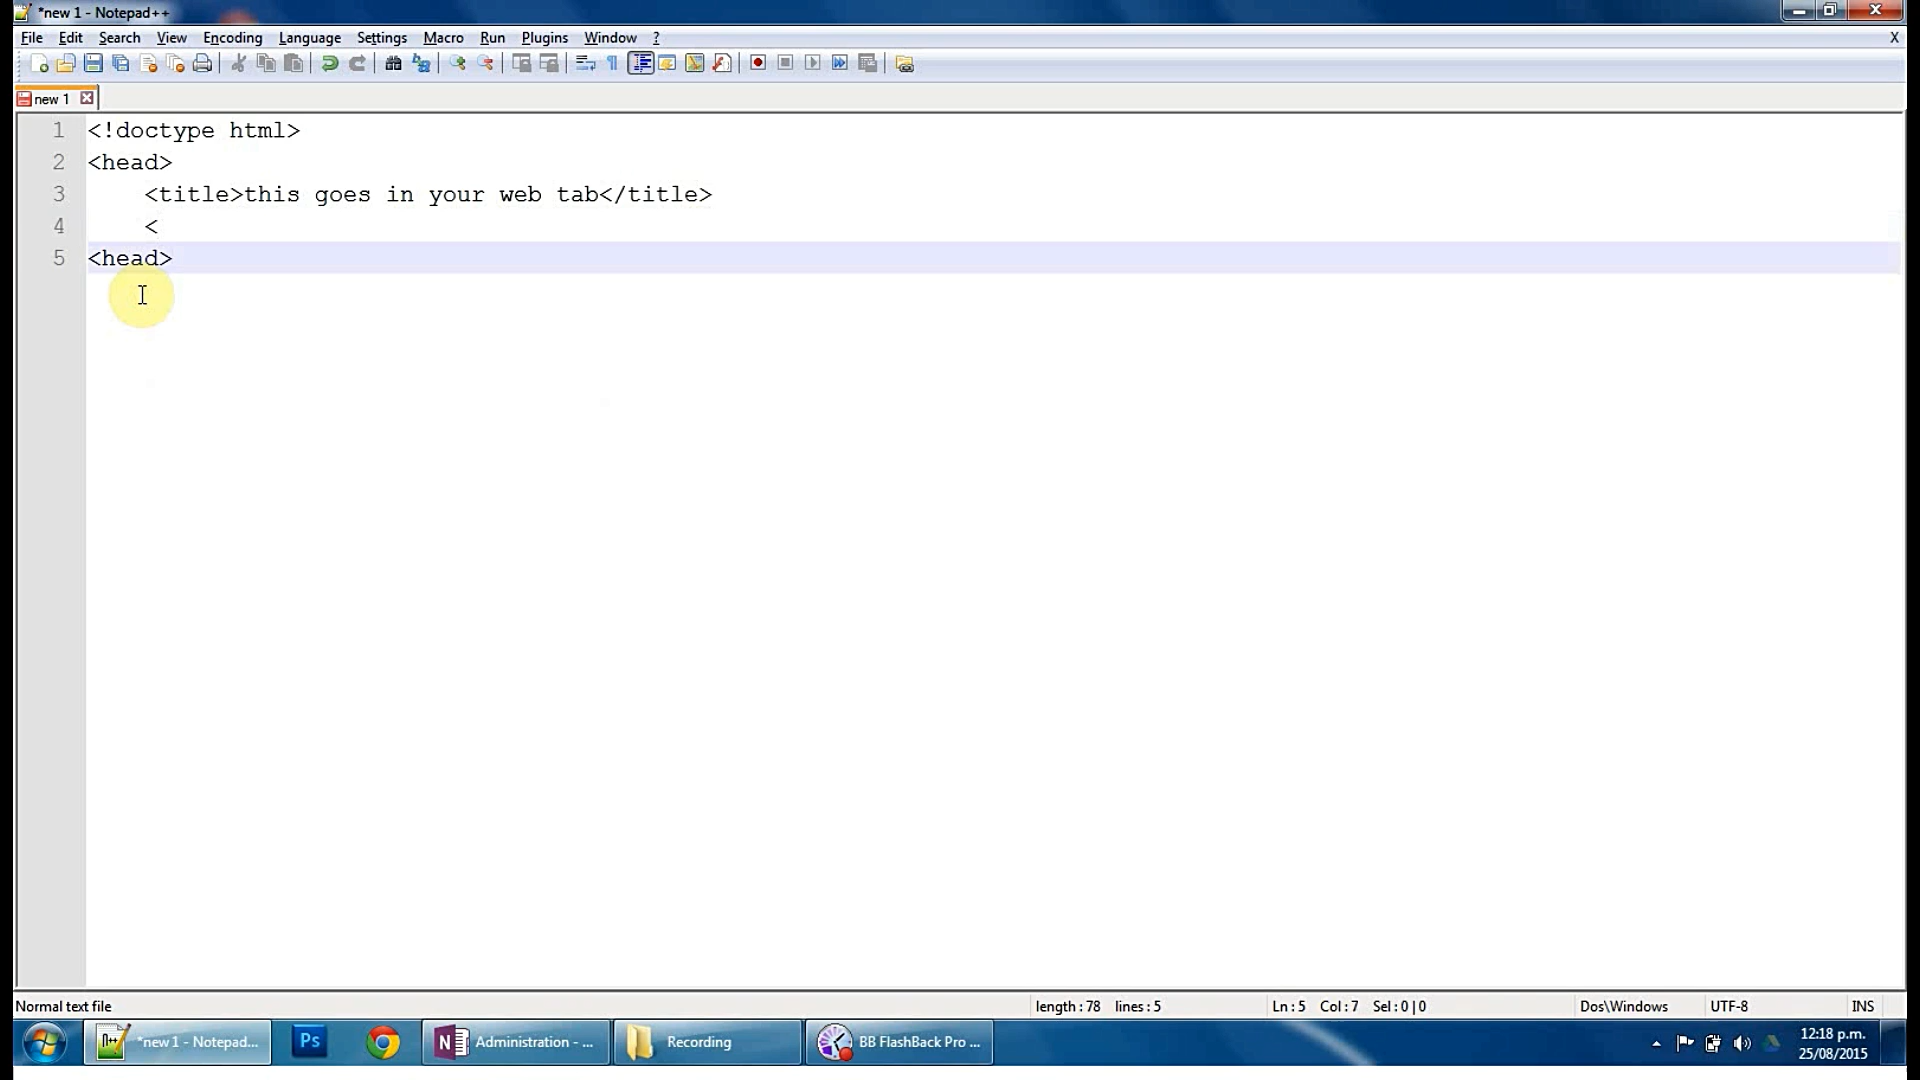 *new 1 - Notepad++
File Edit Search View Encoding Language Settings Macro Run Plugins Window ? X
new 1
1 <!doctype html>
2 <head>
3 <title>this goes in your web tab</title>
4 <
5 <head>
Normal text file length : 78 lines : 5 Ln : 5 Col : 7 Sel : 0 | 0 Dos\Windows UTF-8 INS
*new 1 - Notepad... Ps N Administration - ... Recording BB FlashBack Pro ... 12:18 p.m.
25/08/2015